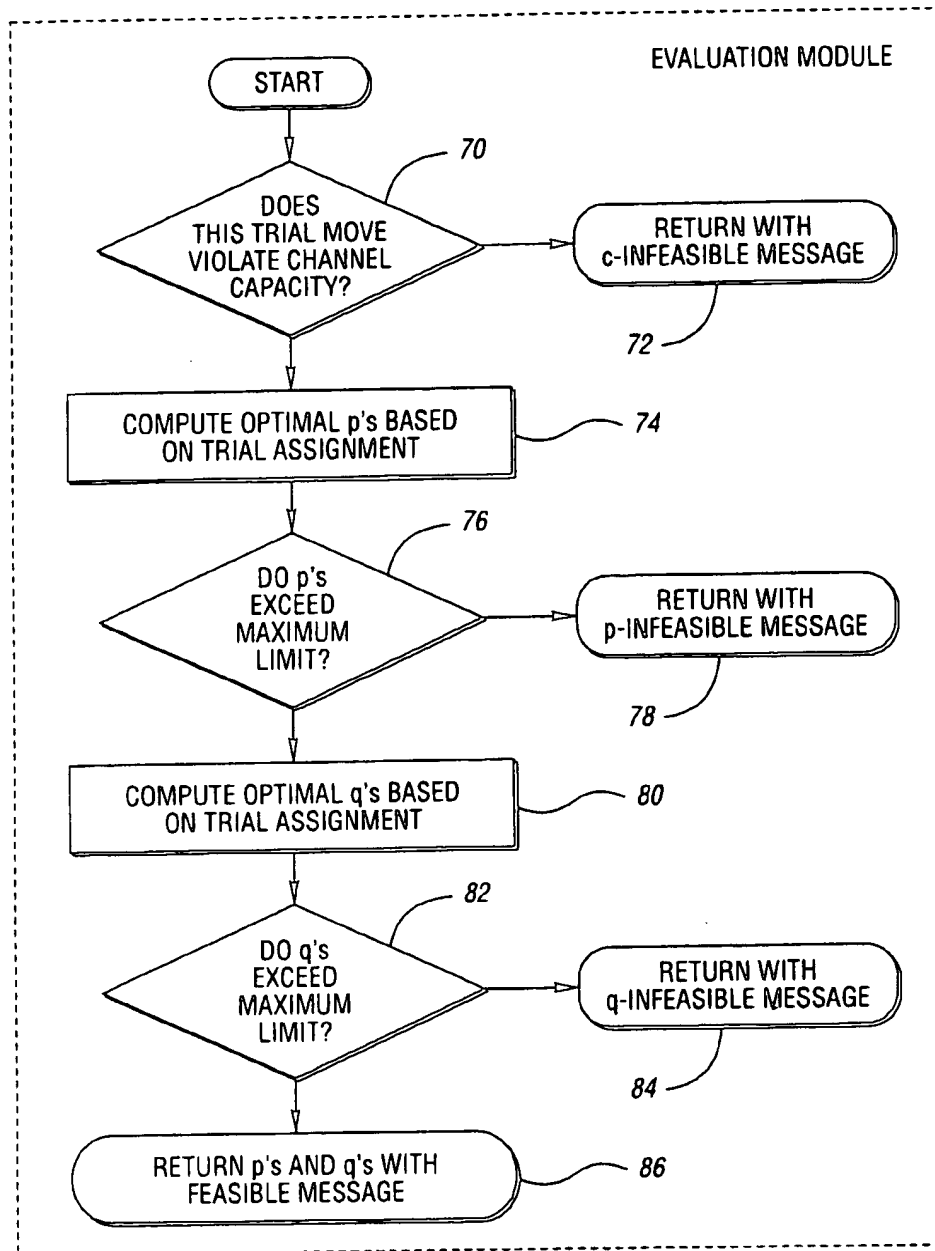 EVALUATION MODULE
START
70
DOES
THIS TRIAL MOVE
VIOLATE CHANNEL
CAPACITY?
RETURN WITH
c-INFEASIBLE MESSAGE
72
COMPUTE OPTIMAL p's BASED
ON TRIAL ASSIGNMENT
74
76
DO p's
EXCEED
MAXIMUM
LIMIT?
RETURN WITH
p-INFEASIBLE MESSAGE
78
COMPUTE OPTIMAL q's BASED
ON TRIAL ASSIGNMENT
80
82
DO q's
EXCEED
MAXIMUM
LIMIT?
RETURN WITH
q-INFEASIBLE MESSAGE
84
RETURN p's AND q's WITH
FEASIBLE MESSAGE
86